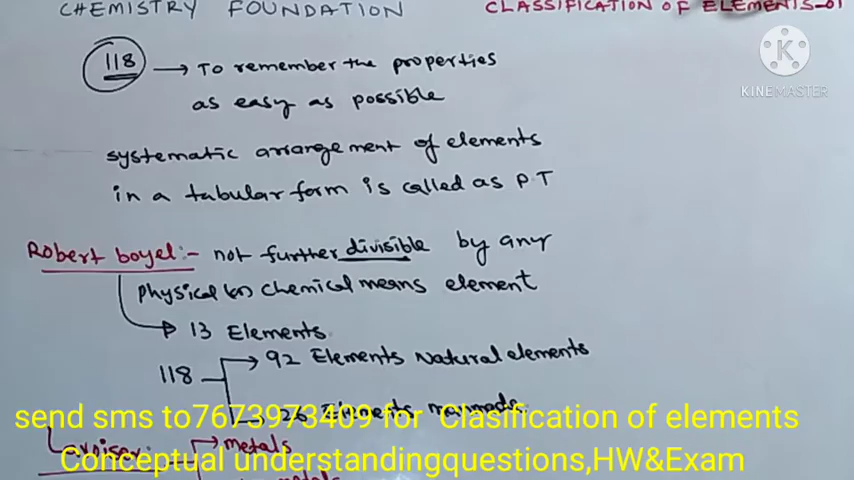 CHEMISTRY FOUNDATION
CLASSIFICATION OF ELEMENTS-01
KINEMASTER
118 → To remember the properties
as easy as possible
systematic arrangement of elements
in a tabular form is called as P T
Robert boyel:- not further divisible by any
Physical (or) chemical means element
13 Elements
118 → 92 Elements Natural elements
→ 26 Elements manmade
send sms to7673973409 for Clasification of elements
Lavoiser: → metals
Conceptual understandingquestions,HW&Exam